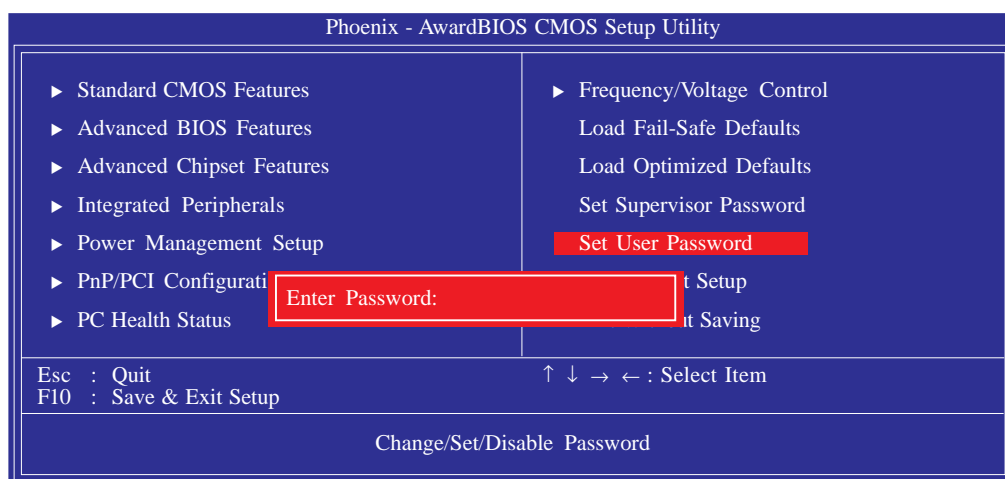 Phoenix - AwardBIOS CMOS Setup Utility
► Standard CMOS Features
► Advanced BIOS Features
► Advanced Chipset Features
► Integrated Peripherals
► Power Management Setup
► PnP/PCI Configurati
► PC Health Status
► Frequency/Voltage Control
Load Fail-Safe Defaults
Load Optimized Defaults
Set Supervisor Password
Set User Password
t Setup
ut Saving
Enter Password:
Esc : Quit
F10 : Save & Exit Setup
↑ ↓ → ← : Select Item
Change/Set/Disable Password